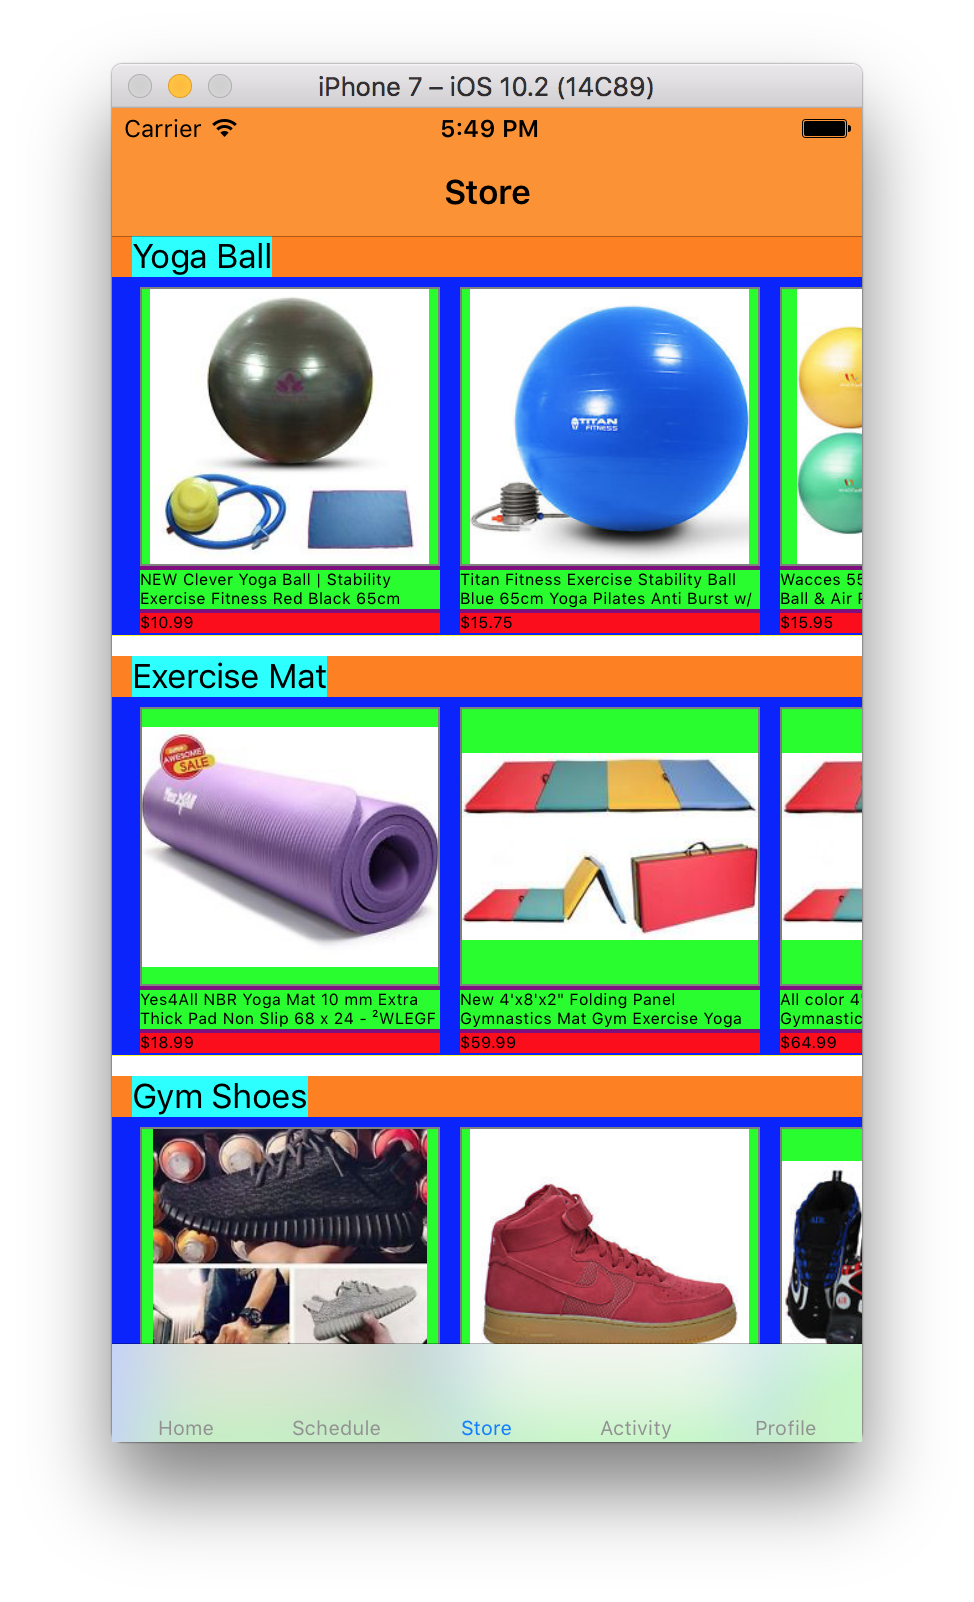 iPhone 7 – iOS 10.2 (14C89)
Carrier 5:49 PM
Store
Yoga Ball
TITAN
FITNESS
NEW Clever Yoga Ball | Stability
Exercise Fitness Red Black 65cm
$10.99
Titan Fitness Exercise Stability Ball
Blue 65cm Yoga Pilates Anti Burst w/
$15.75
Wacces 55
Ball & Air
$15.95
Exercise Mat
SUPER
AWESOME
SALE
Yes4All
Yes4All NBR Yoga Mat 10 mm Extra
Thick Pad Non Slip 68 x 24 - ²WLEGF
$18.99
New 4'x8'x2" Folding Panel
Gymnastics Mat Gym Exercise Yoga
$59.99
All color 4'
Gymnastic
$64.99
Gym Shoes
Home Schedule Store Activity Profile